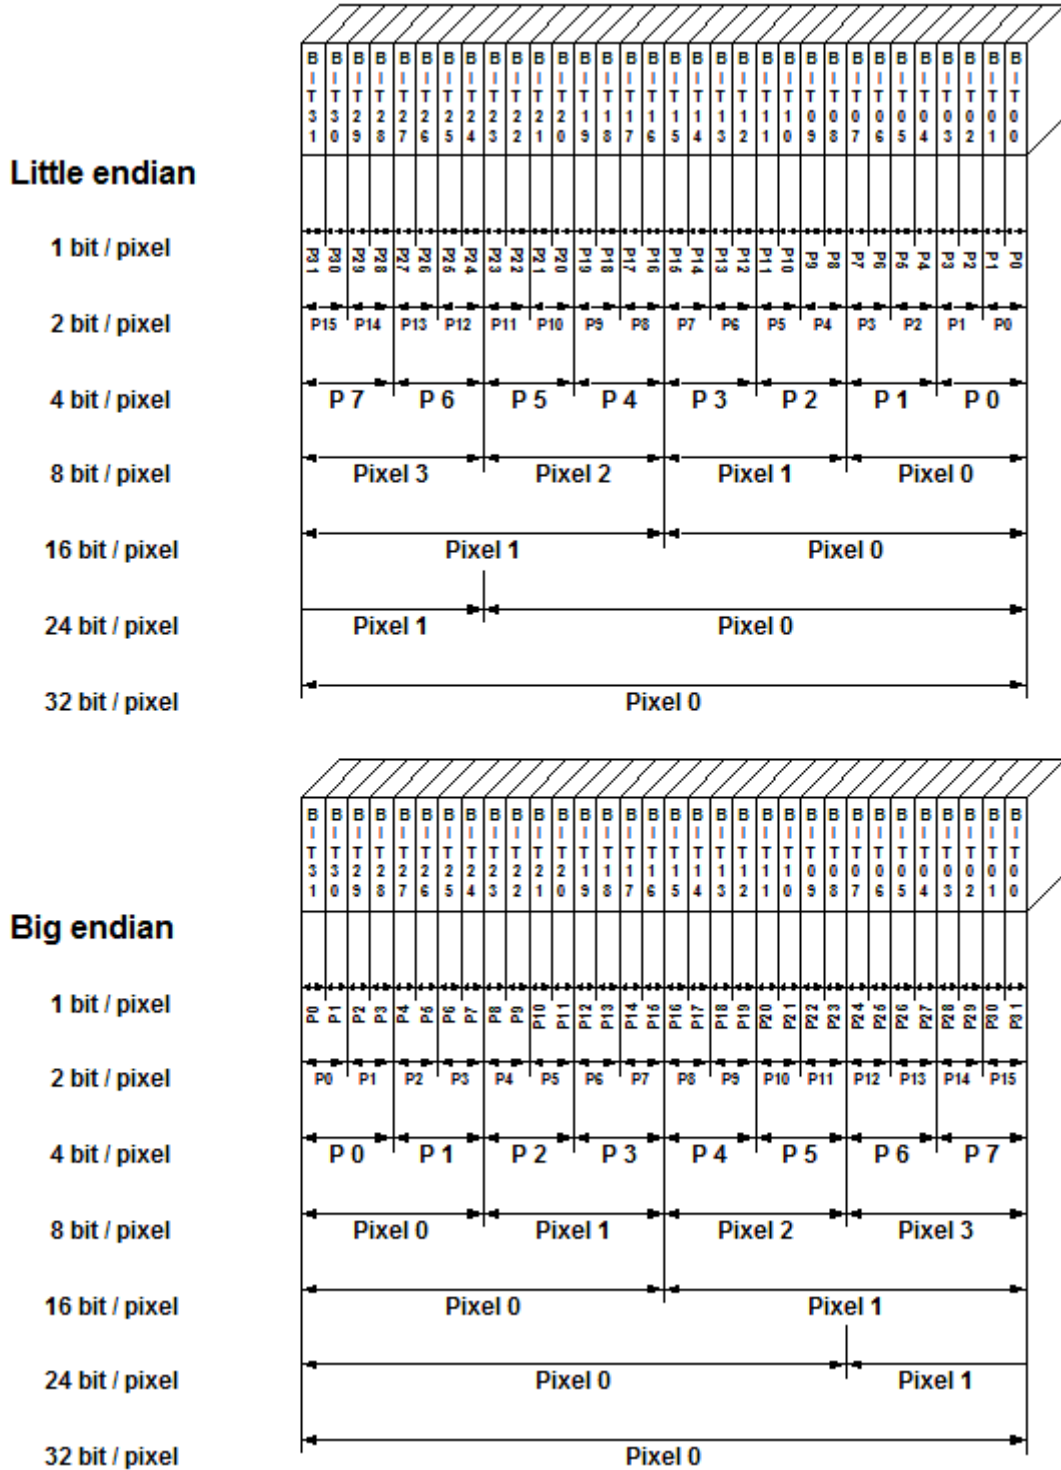 BIT31 BIT30 BIT29 BIT28 BIT27 BIT26 BIT25 BIT24 BIT23 BIT22 BIT21 BIT20 BIT19 BIT18 BIT17 BIT16 BIT15 BIT14 BIT13 BIT12 BIT11 BIT10 BIT09 BIT08 BIT07 BIT06 BIT05 BIT04 BIT03 BIT02 BIT01 BIT00
Little endian
1 bit / pixel P31 P30 P29 P28 P27 P26 P25 P24 P23 P22 P21 P20 P19 P18 P17 P16 P15 P14 P13 P12 P11 P10 P9 P8 P7 P6 P5 P4 P3 P2 P1 P0
2 bit / pixel P15 P14 P13 P12 P11 P10 P9 P8 P7 P6 P5 P4 P3 P2 P1 P0
4 bit / pixel P 7 P 6 P 5 P 4 P 3 P 2 P 1 P 0
8 bit / pixel Pixel 3 Pixel 2 Pixel 1 Pixel 0
16 bit / pixel Pixel 1 Pixel 0
24 bit / pixel Pixel 1 Pixel 0
32 bit / pixel Pixel 0
BIT31 BIT30 BIT29 BIT28 BIT27 BIT26 BIT25 BIT24 BIT23 BIT22 BIT21 BIT20 BIT19 BIT18 BIT17 BIT16 BIT15 BIT14 BIT13 BIT12 BIT11 BIT10 BIT09 BIT08 BIT07 BIT06 BIT05 BIT04 BIT03 BIT02 BIT01 BIT00
Big endian
1 bit / pixel P0 P1 P2 P3 P4 P5 P6 P7 P8 P9 P10 P11 P12 P13 P14 P15 P16 P17 P18 P19 P20 P21 P22 P23 P24 P25 P26 P27 P28 P29 P30 P31
2 bit / pixel P0 P1 P2 P3 P4 P5 P6 P7 P8 P9 P10 P11 P12 P13 P14 P15
4 bit / pixel P 0 P 1 P 2 P 3 P 4 P 5 P 6 P 7
8 bit / pixel Pixel 0 Pixel 1 Pixel 2 Pixel 3
16 bit / pixel Pixel 0 Pixel 1
24 bit / pixel Pixel 0 Pixel 1
32 bit / pixel Pixel 0